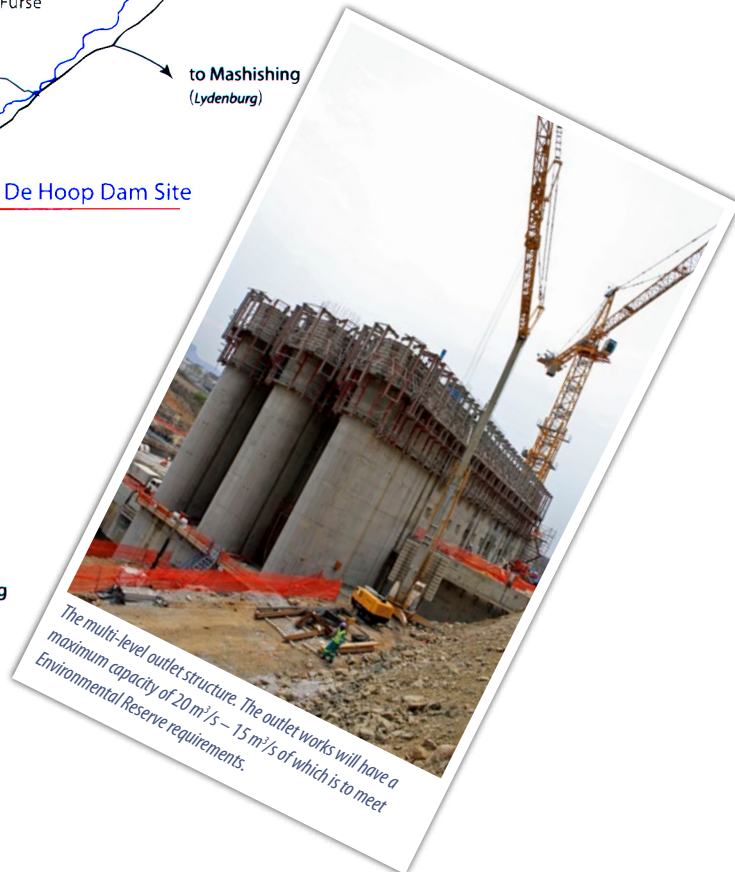 Furse
to Mashishing
(Lydenburg)
De Hoop Dam Site
g
The multi-level outlet structure. The outlet works will have a
maximum capacity of 20 m³/s – 15 m³/s of which is to meet
Environmental Reserve requirements.